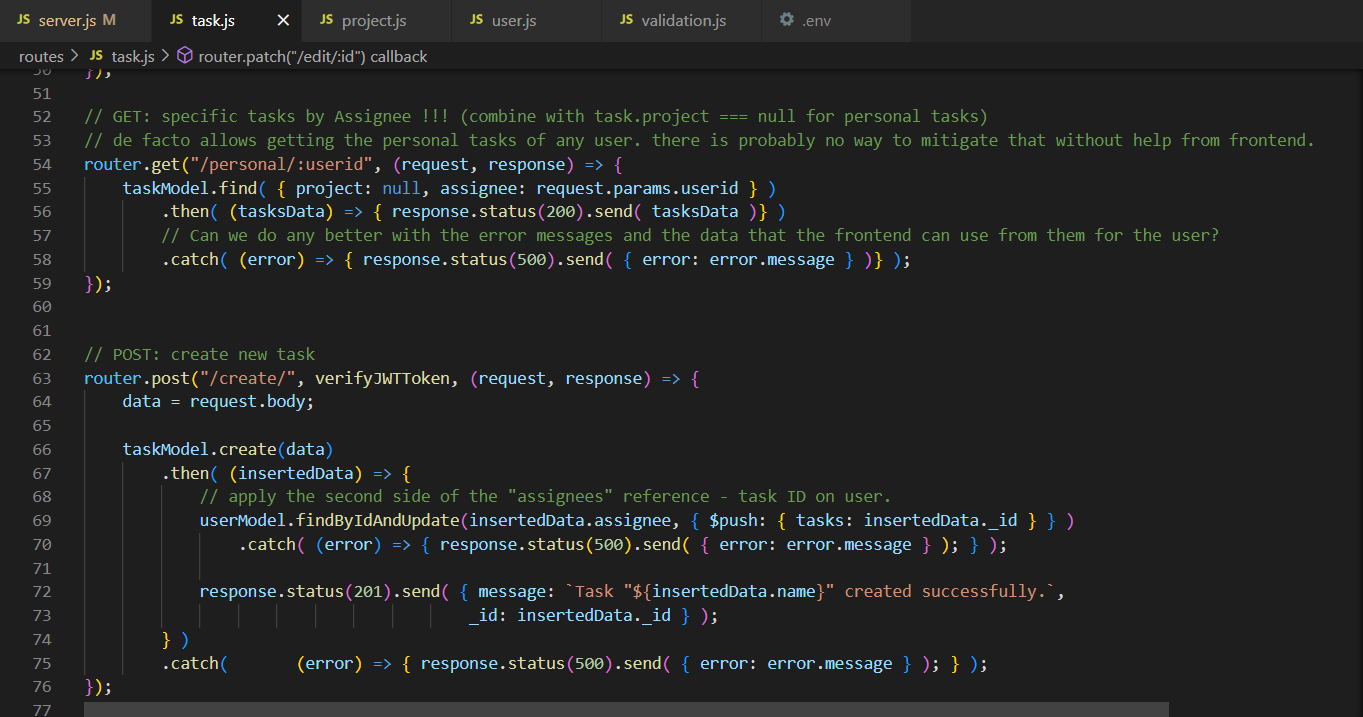 JS server.js M JS task.js × JS project.js JS user.js JS validation.js .env
routes > JS task.js > router.patch("/edit/:id") callback
50 });
51
52 // GET: specific tasks by Assignee !!! (combine with task.project === null for personal tasks)
53 // de facto allows getting the personal tasks of any user. there is probably no way to mitigate that without help from frontend.
54 router.get("/personal/:userid", (request, response) => {
55 taskModel.find( { project: null, assignee: request.params.userid } )
56 .then( (tasksData) => { response.status(200).send( tasksData )} )
57 // Can we do any better with the error messages and the data that the frontend can use from them for the user?
58 .catch( (error) => { response.status(500).send( { error: error.message } )} );
59 });
60
61
62 // POST: create new task
63 router.post("/create/", verifyJWTToken, (request, response) => {
64 data = request.body;
65
66 taskModel.create(data)
67 .then( (insertedData) => {
68 // apply the second side of the "assignees" reference - task ID on user.
69 userModel.findByIdAndUpdate(insertedData.assignee, { $push: { tasks: insertedData._id } } )
70 .catch( (error) => { response.status(500).send( { error: error.message } ); } );
71
72 response.status(201).send( { message: `Task "${insertedData.name}" created successfully.`,
73 _id: insertedData._id } );
74 } )
75 .catch( (error) => { response.status(500).send( { error: error.message } ); } );
76 });
77